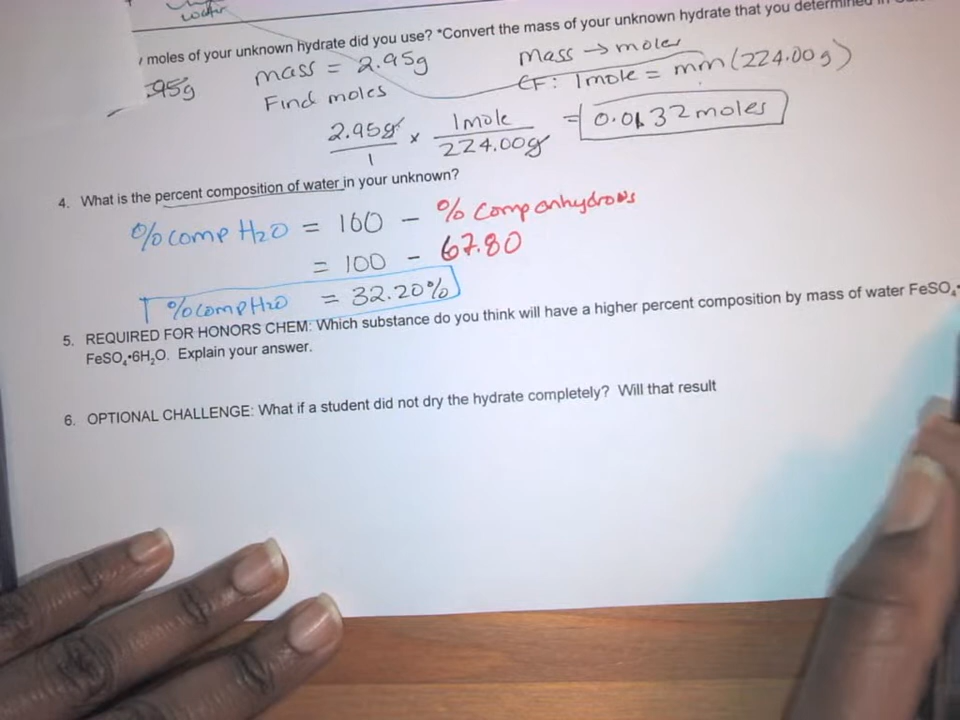 water
moles of your unknown hydrate did you use? *Convert the mass of your unknown hydrate that you determined in
.95g mass = 2.95g Mass → moles
Find moles CF: 1mole = mm (224.00g)
2.95g/1 × 1mole/224.00g = 0.0132 moles
4. What is the percent composition of water in your unknown?
% comp H2O = 100 - % comp anhydrous
= 100 - 67.80
% comp H2O = 32.20%
5. REQUIRED FOR HONORS CHEM: Which substance do you think will have a higher percent composition by mass of water FeSO₄•
FeSO₄•6H₂O. Explain your answer.
6. OPTIONAL CHALLENGE: What if a student did not dry the hydrate completely? Will that result